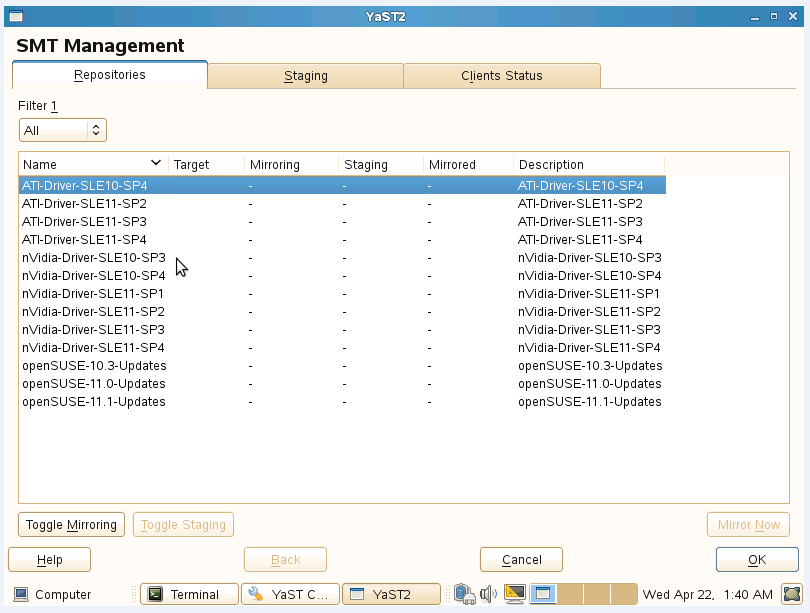 YaST2
SMT Management
Repositories Staging Clients Status
Filter 1
All
Name Target Mirroring Staging Mirrored Description
ATI-Driver-SLE10-SP4 - - - ATI-Driver-SLE10-SP4
ATI-Driver-SLE11-SP2 - - - ATI-Driver-SLE11-SP2
ATI-Driver-SLE11-SP3 - - - ATI-Driver-SLE11-SP3
ATI-Driver-SLE11-SP4 - - - ATI-Driver-SLE11-SP4
nVidia-Driver-SLE10-SP3 - - - nVidia-Driver-SLE10-SP3
nVidia-Driver-SLE10-SP4 - - - nVidia-Driver-SLE10-SP4
nVidia-Driver-SLE11-SP1 - - - nVidia-Driver-SLE11-SP1
nVidia-Driver-SLE11-SP2 - - - nVidia-Driver-SLE11-SP2
nVidia-Driver-SLE11-SP3 - - - nVidia-Driver-SLE11-SP3
nVidia-Driver-SLE11-SP4 - - - nVidia-Driver-SLE11-SP4
openSUSE-10.3-Updates - - - openSUSE-10.3-Updates
openSUSE-11.0-Updates - - - openSUSE-11.0-Updates
openSUSE-11.1-Updates - - - openSUSE-11.1-Updates
Toggle Mirroring Toggle Staging Mirror Now
Help Back Cancel OK
Computer Terminal YaST C... YaST2 Wed Apr 22, 1:40 AM